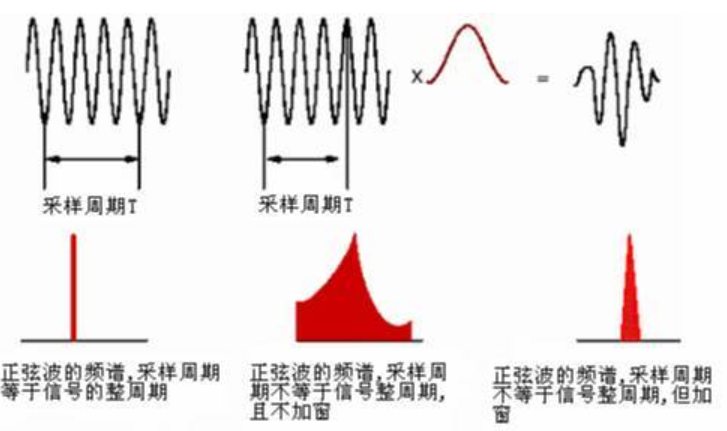 X
=
采样周期T
采样周期T
正弦波的频谱,采样周期
等于信号的整周期
正弦波的频谱,采样周
期不等于信号整周期,
且不加窗
正弦波的频谱,采样周期
不等于信号整周期,但加
窗